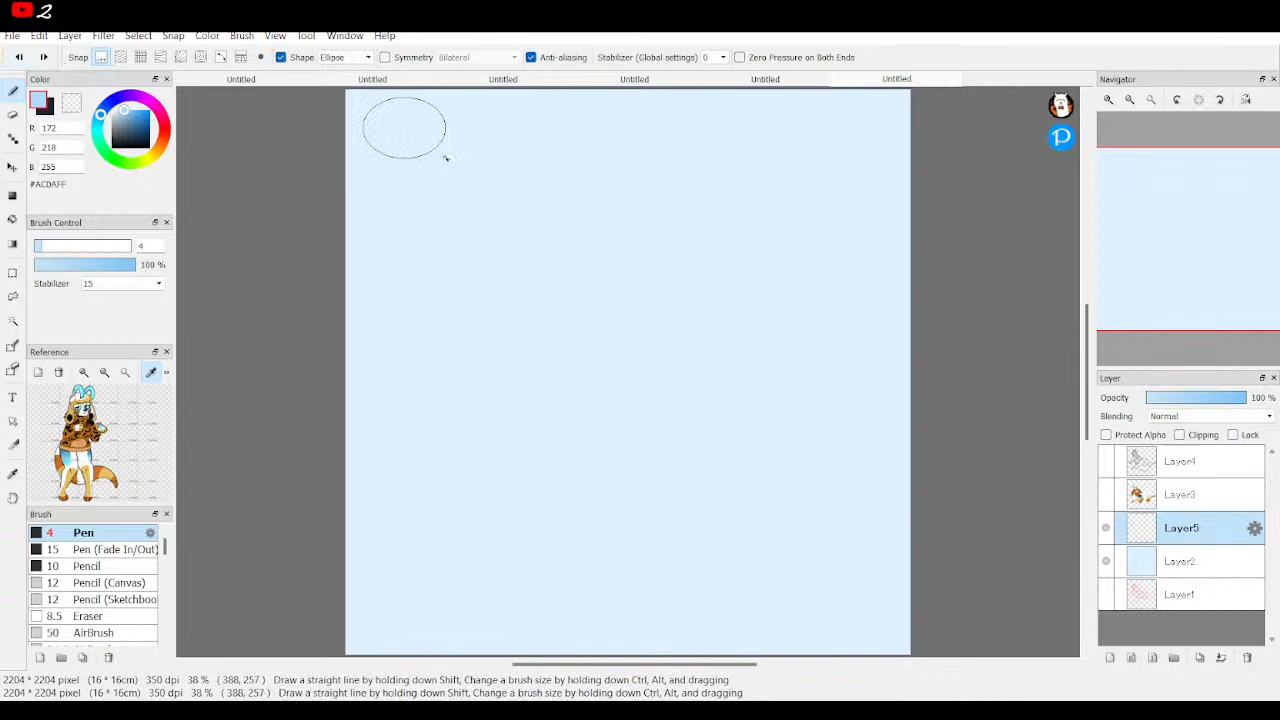 2
File Edit Layer Filter Select Snap Color Brush View Tool Window Help
Snap Shape Ellipse Symmetry Bilateral Anti-aliasing Stabilizer (Global settings) 0 Zero Pressure on Both Ends
Color Untitled Untitled Untitled Untitled Untitled Untitled Navigator
R 172
G 218
B 255
#ACDAFF
Brush Control
4
100 %
Stabilizer 15
Reference
Layer
Opacity 100 %
Blending Normal
Protect Alpha Clipping Lock
Layer4
Layer3
Layer5
Layer2
Layer1
Brush
4 Pen
15 Pen (Fade In/Out)
10 Pencil
12 Pencil (Canvas)
12 Pencil (Sketchboo
8.5 Eraser
50 AirBrush
2204 * 2204 pixel (16 * 16cm) 350 dpi 38 % ( 388, 257 ) Draw a straight line by holding down Shift, Change a brush size by holding down Ctrl, Alt, and dragging
2204 * 2204 pixel (16 * 16cm) 350 dpi 38 % ( 388, 257 ) Draw a straight line by holding down Shift, Change a brush size by holding down Ctrl, Alt, and dragging